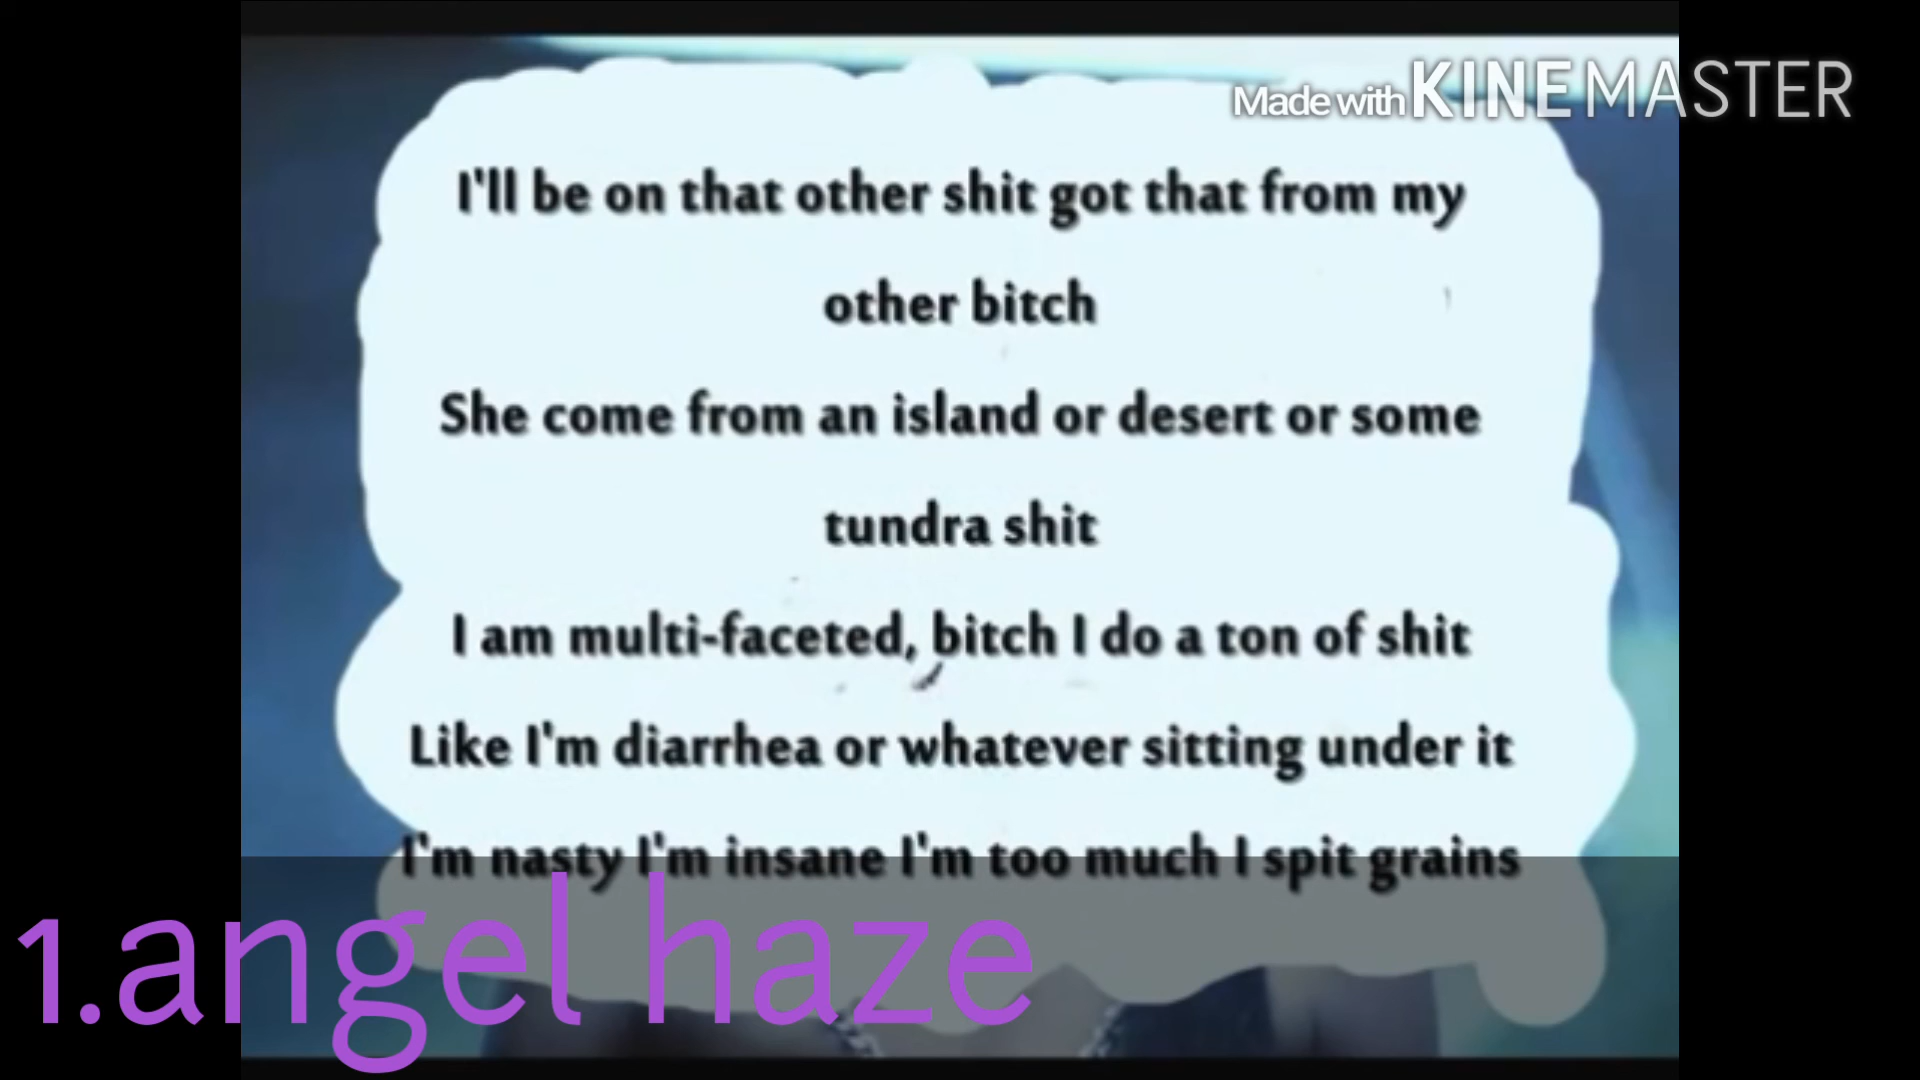 Made with KINEMASTER
I'll be on that other shit got that from my
other bitch
She come from an island or desert or some
tundra shit
I am multi-faceted, bitch I do a ton of shit
Like I'm diarrhea or whatever sitting under it
I'm nasty I'm insane I'm too much I spit grains
1.angel haze